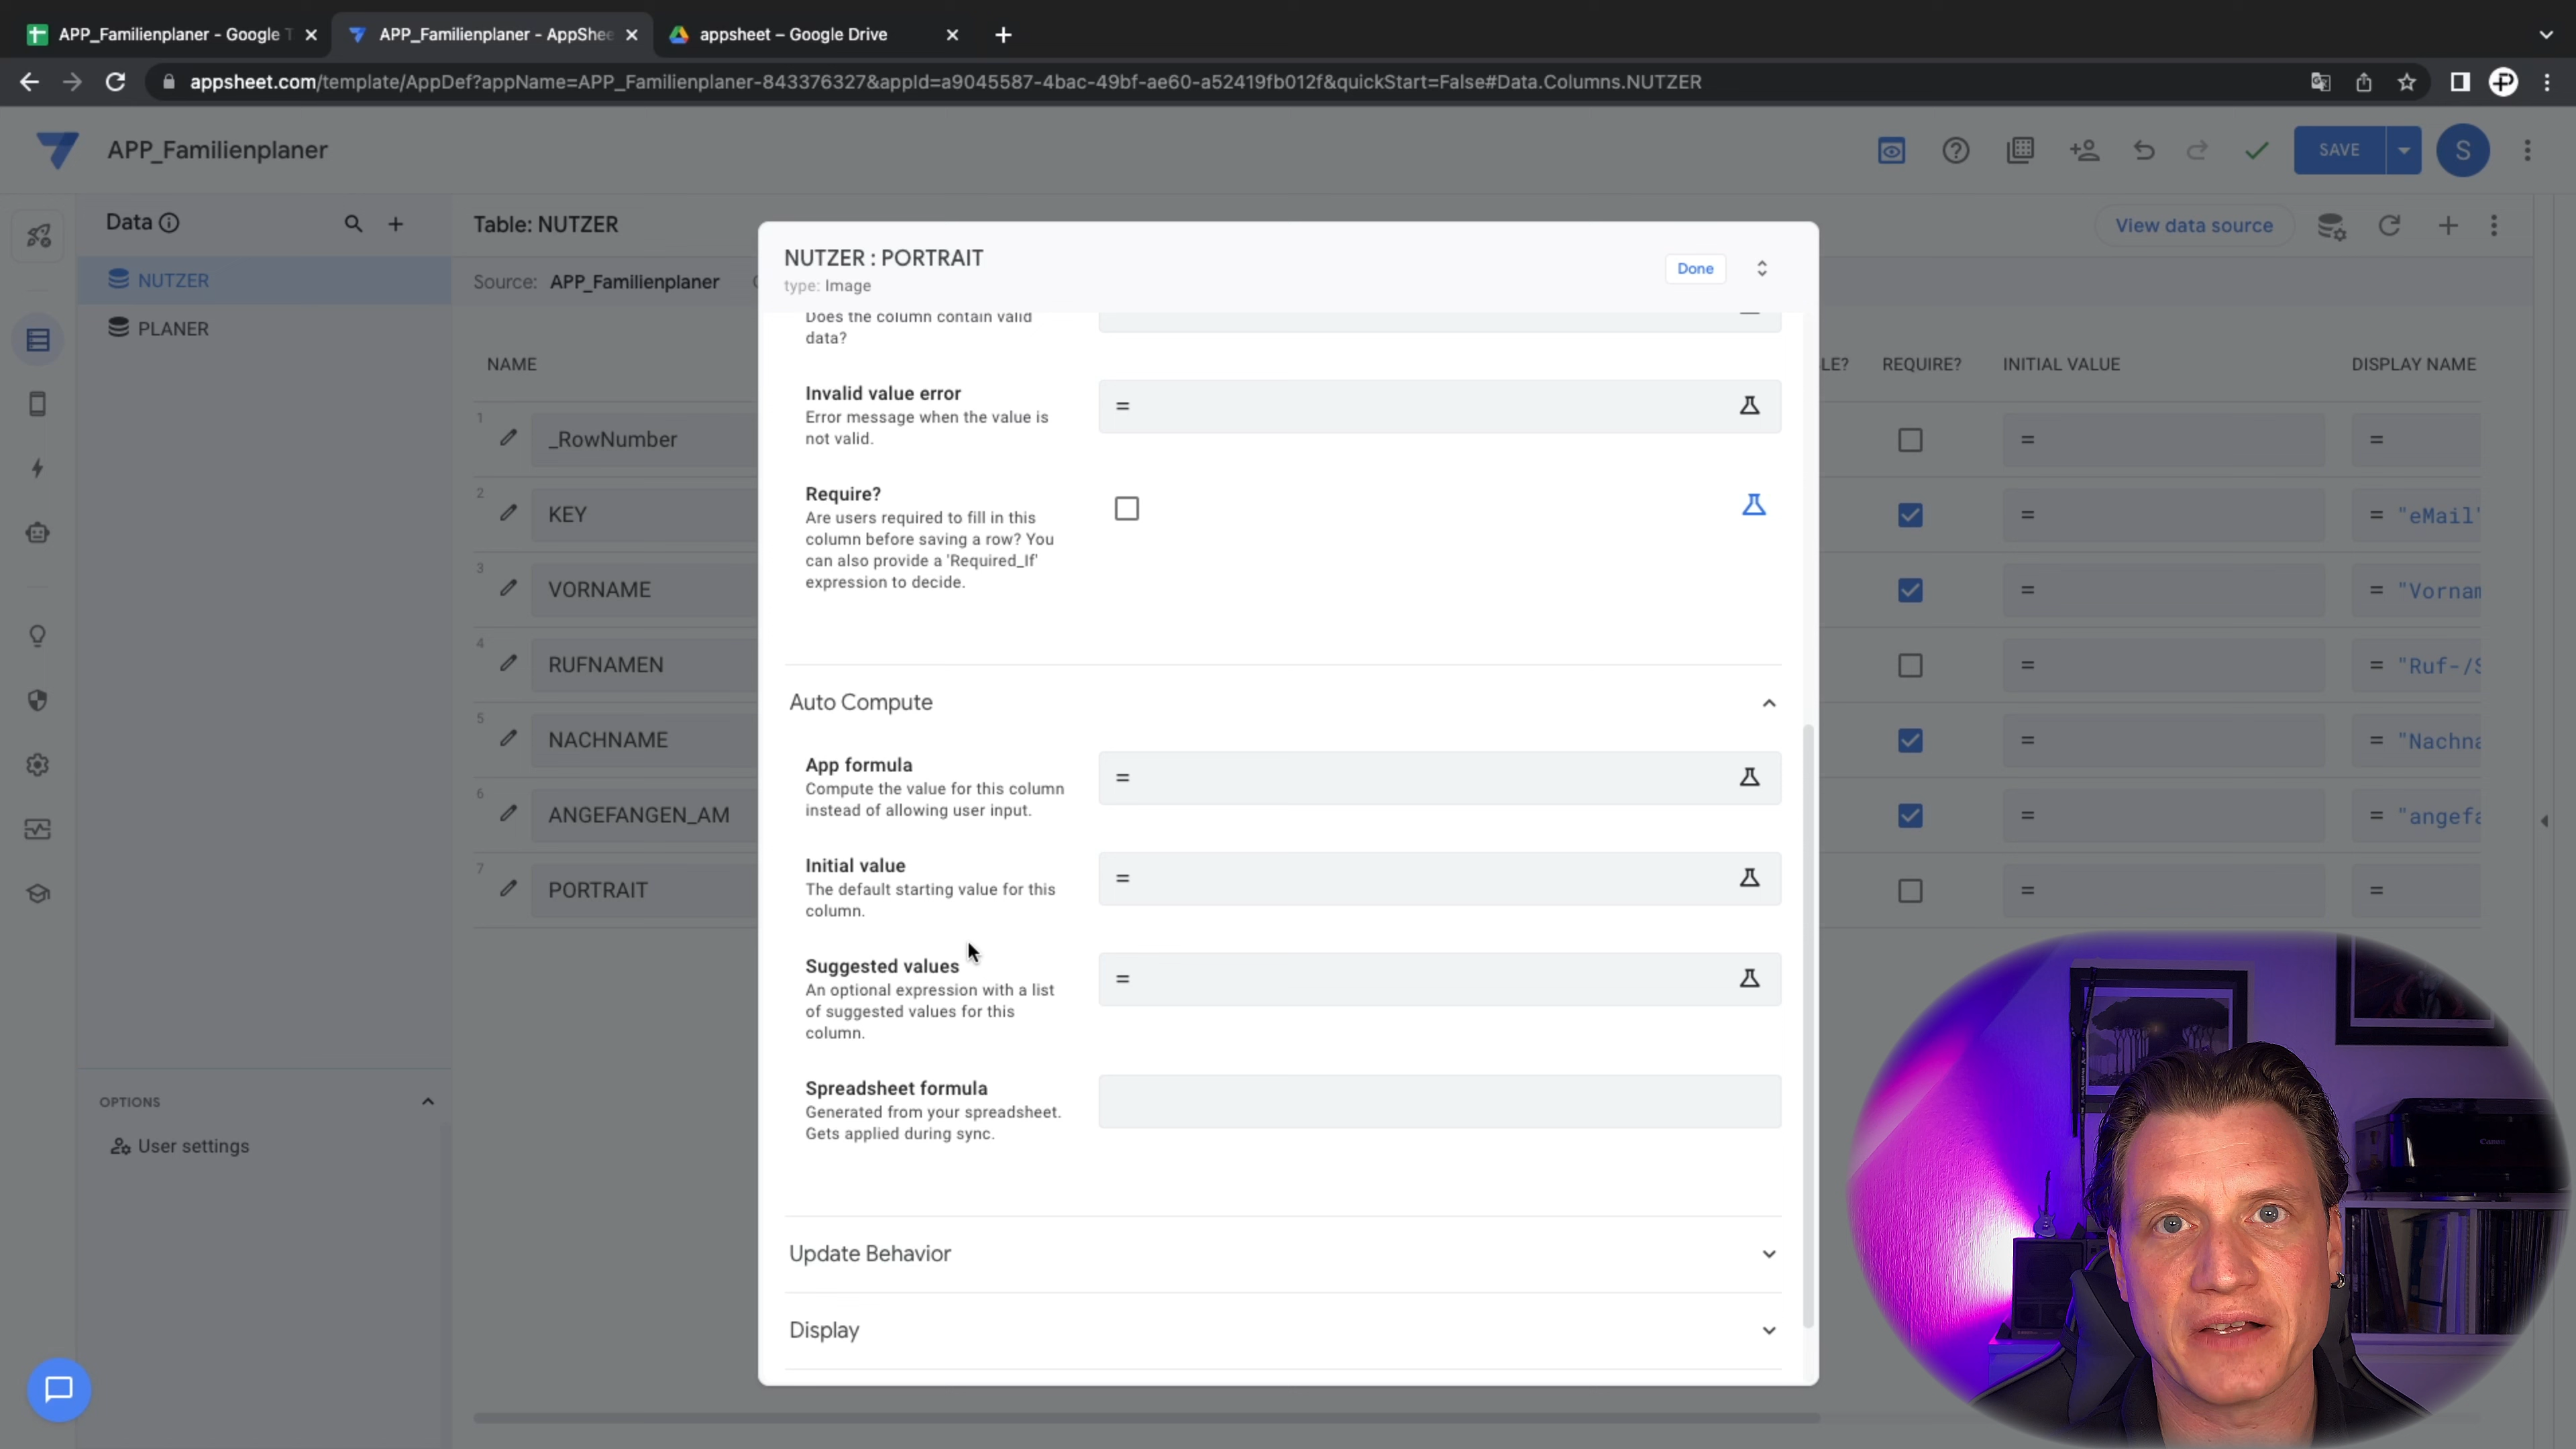 APP_Familienplaner - Google T
APP_Familienplaner - AppShee
appsheet – Google Drive
appsheet.com/template/AppDef?appName=APP_Familienplaner-843376327&appId=a9045587-4bac-49bf-ae60-a52419fb012f&quickStart=False#Data.Columns.NUTZER
APP_Familienplaner
SAVE
S
Data
Table: NUTZER
View data source
NUTZER
Source: APP_Familienplaner
PLANER
NAME
LE?
REQUIRE?
INITIAL VALUE
DISPLAY NAME
1
_RowNumber
=
=
2
KEY
=
= "eMail"
3
VORNAME
=
= "Vornam
4
RUFNAMEN
=
= "Ruf-/S
5
NACHNAME
=
= "Nachna
6
ANGEFANGEN_AM
=
= "angefa
7
PORTRAIT
=
=
NUTZER : PORTRAIT
type: Image
Done
Does the column contain valid
data?
Invalid value error
Error message when the value is
not valid.
=
Require?
Are users required to fill in this
column before saving a row? You
can also provide a 'Required_If'
expression to decide.
Auto Compute
App formula
Compute the value for this column
instead of allowing user input.
=
Initial value
The default starting value for this
column.
=
Suggested values
An optional expression with a list
of suggested values for this
column.
=
Spreadsheet formula
Generated from your spreadsheet.
Gets applied during sync.
Update Behavior
Display
OPTIONS
User settings
Canon